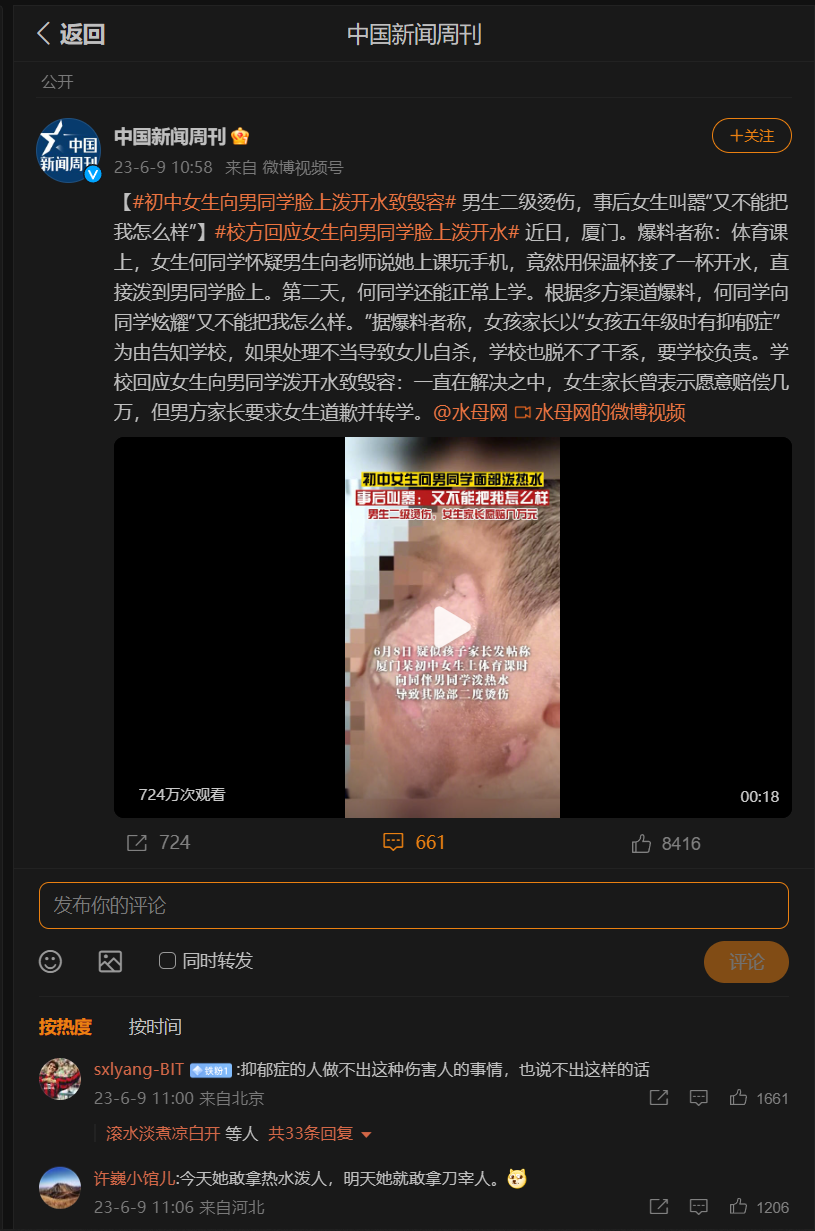 返回
中国新闻周刊
公开
中国
新闻周刊
中国新闻周刊
+关注
23-6-9 10:58 来自 微博视频号
【#初中女生向男同学脸上泼开水致毁容# 男生二级烫伤，事后女生叫嚣“又不能把
我怎么样”】#校方回应女生向男同学脸上泼开水# 近日，厦门。爆料者称：体育课
上，女生何同学怀疑男生向老师说她上课玩手机，竟然用保温杯接了一杯开水，直
接泼到男同学脸上。第二天，何同学还能正常上学。根据多方渠道爆料，何同学向
同学炫耀“又不能把我怎么样。”据爆料者称，女孩家长以“女孩五年级时有抑郁症”
为由告知学校，如果处理不当导致女儿自杀，学校也脱不了干系，要学校负责。学
校回应女生向男同学泼开水致毁容：一直在解决之中，女生家长曾表示愿意赔偿几
万，但男方家长要求女生道歉并转学。@水母网 水母网的微博视频
初中女生向男同学面部泼热水
事后叫嚣：又不能把我怎么样
男生二级烫伤，女生家长愿赔几万元
6月8日 疑似孩子家长发帖称
厦门某初中女生上体育课时
向同伴男同学泼热水
导致其脸部二度烫伤
724万次观看
00:18
724
661
8416
发布你的评论
同时转发
评论
按热度
按时间
sxlyang-BIT 铁粉1 :抑郁症的人做不出这种伤害人的事情，也说不出这样的话
23-6-9 11:00 来自北京
1661
滚水淡煮凉白开 等人 共33条回复
许巍小馆儿:今天她敢拿热水泼人，明天她就敢拿刀宰人。
23-6-9 11:06 来自河北
1206